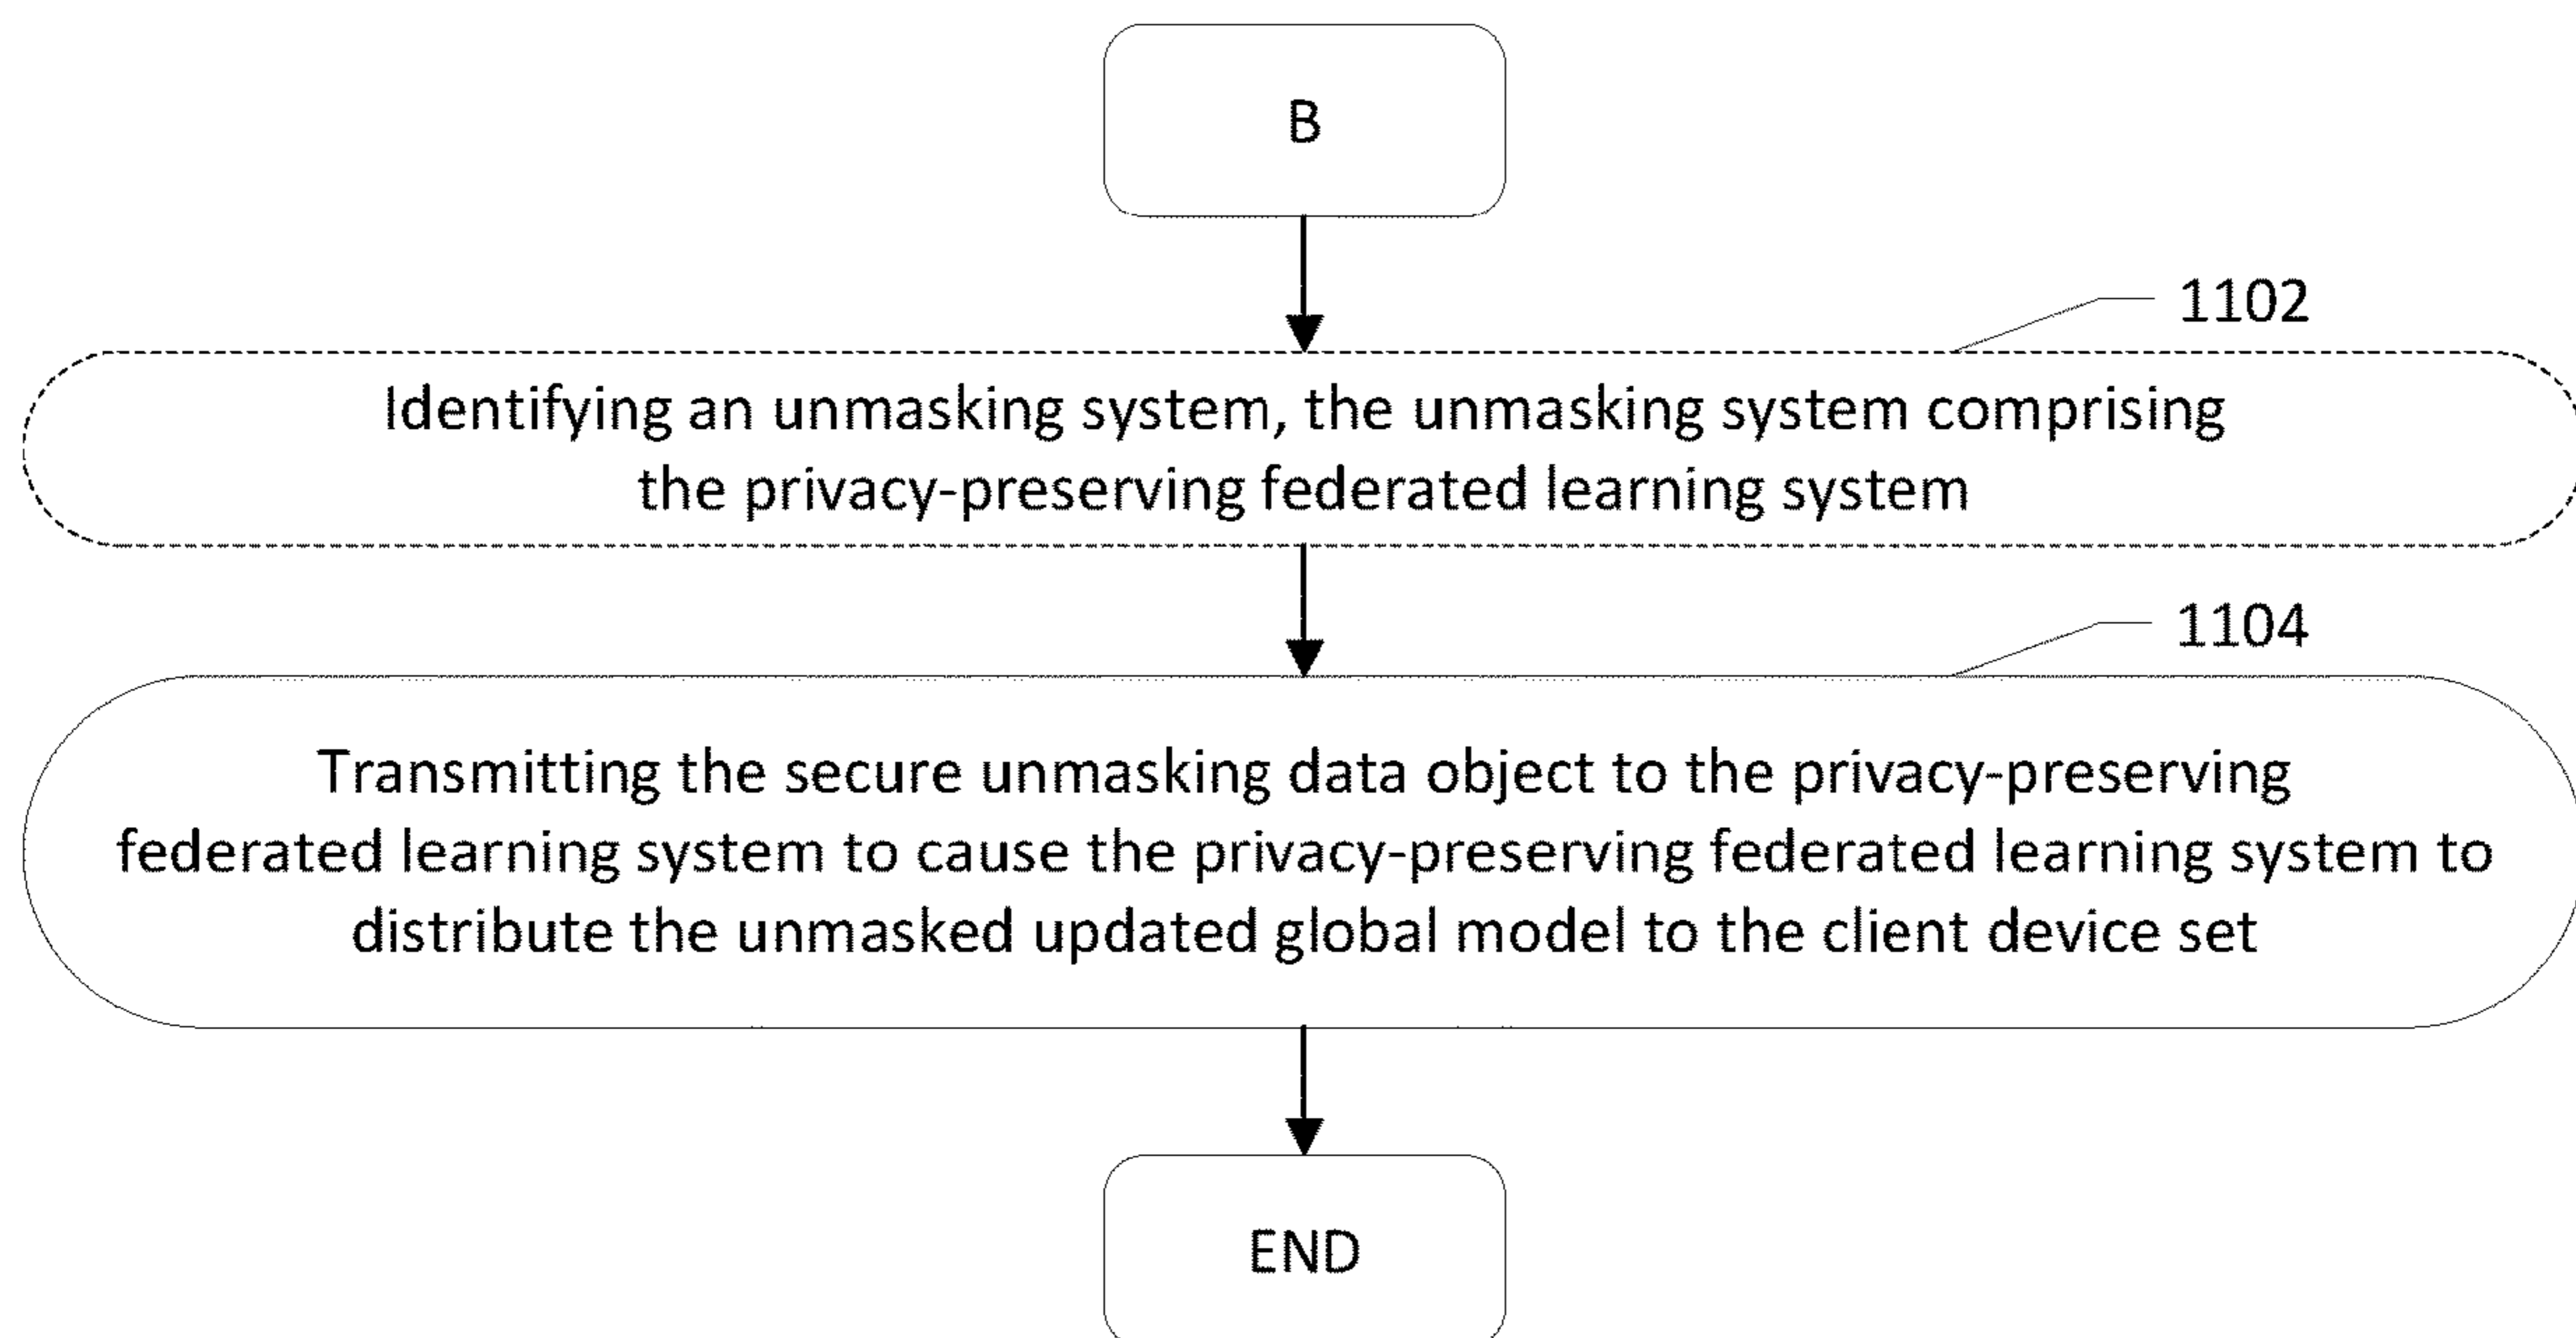 B
1102
Identifying an unmasking system, the unmasking system comprising
the privacy-preserving federated learning system
1104
Transmitting the secure unmasking data object to the privacy-preserving
federated learning system to cause the privacy-preserving federated learning system to
distribute the unmasked updated global model to the client device set
END